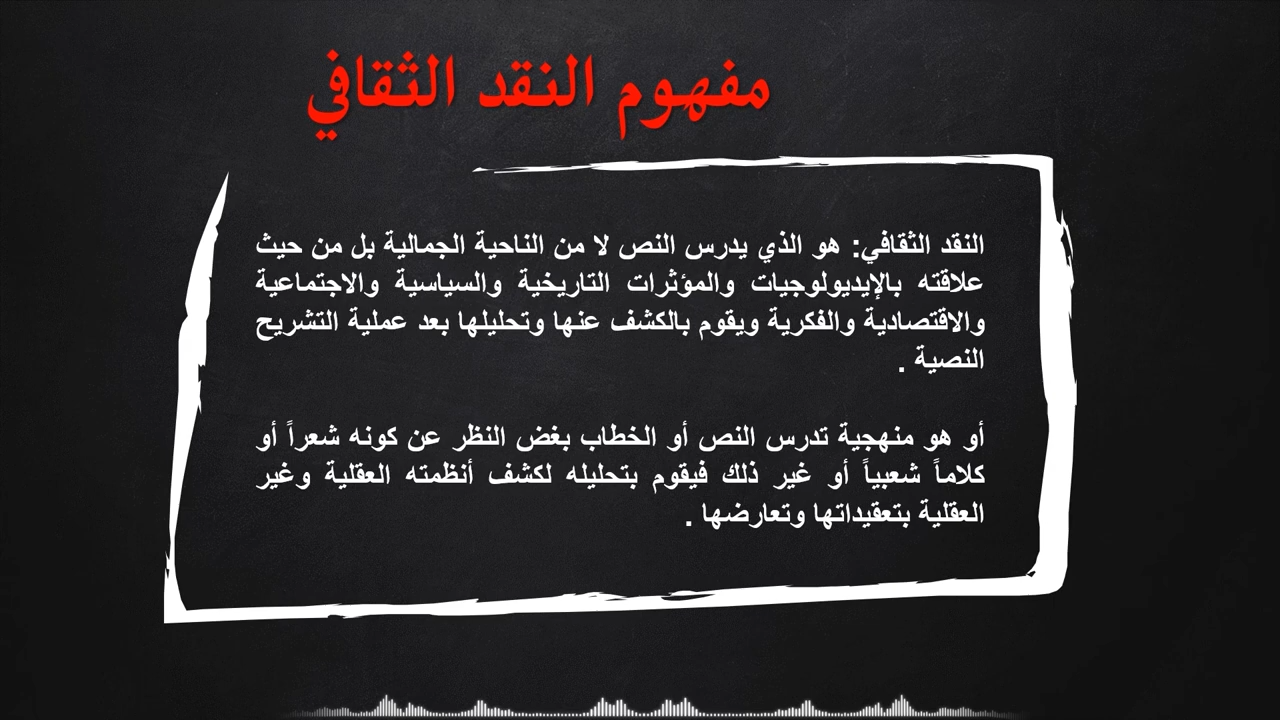 مفهوم النقد الثقافي
النقد الثقافي: هو الذي يدرس النص لا من الناحية الجمالية بل من حيث
علاقته بالإيديولوجيات والمؤثرات التاريخية والسياسية والاجتماعية
والاقتصادية والفكرية ويقوم بالكشف عنها وتحليلها بعد عملية التشريح
النصية .
أو هو منهجية تدرس النص أو الخطاب بغض النظر عن كونه شعراً أو
كلاماً شعبياً أو غير ذلك فيقوم بتحليله لكشف أنظمته العقلية وغير
العقلية بتعقيداتها وتعارضها .